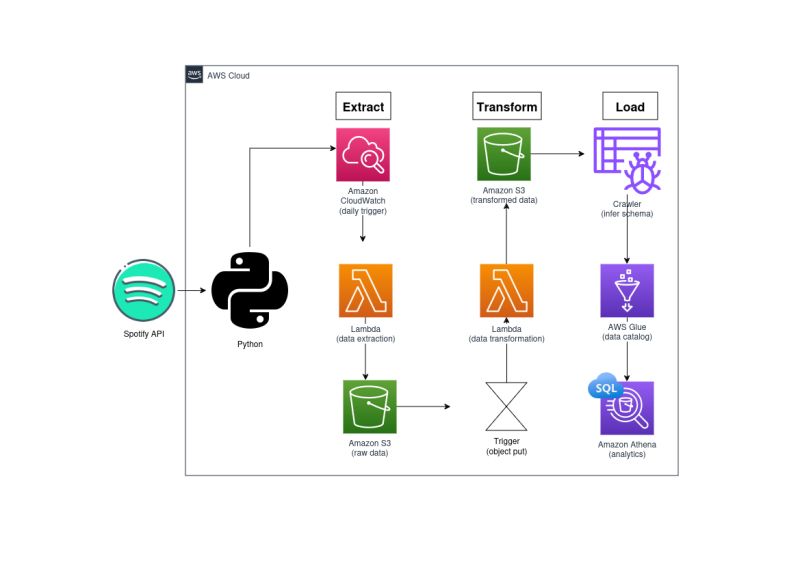 aws
AWS Cloud
Extract
Transform
Load
Amazon
CloudWatch
(daily trigger)
Amazon S3
(transformed data)
Crawler
(infer schema)
Spotify API
Python
Lambda
(data extraction)
Lambda
(data transformation)
AWS Glue
(data catalog)
Amazon S3
(raw data)
Trigger
(object put)
SQL
Amazon Athena
(analytics)